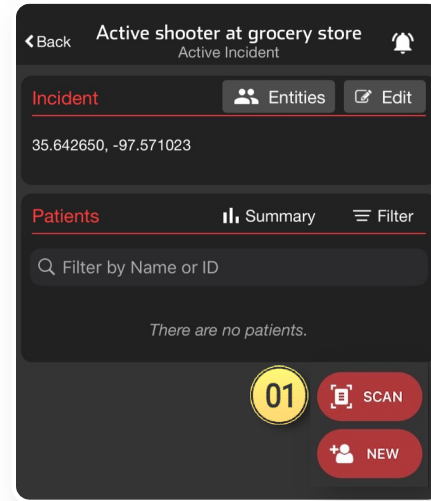 Back Active shooter at grocery store
Active Incident
Incident Entities Edit
35.642650, -97.571023
Patients Summary Filter
Filter by Name or ID
There are no patients.
01 SCAN
NEW